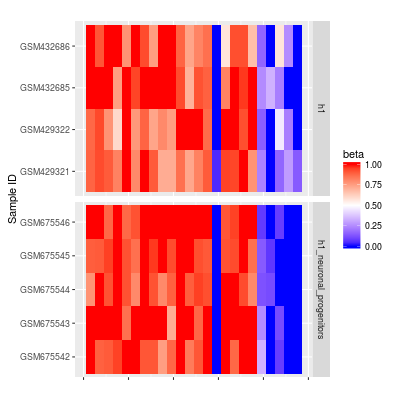 GSM432686
GSM432685
GSM429322
GSM429321
h1
GSM675546
GSM675545
GSM675544
GSM675543
GSM675542
h1_neuronal_progenitors
Sample ID
beta
1.00
0.75
0.50
0.25
0.00